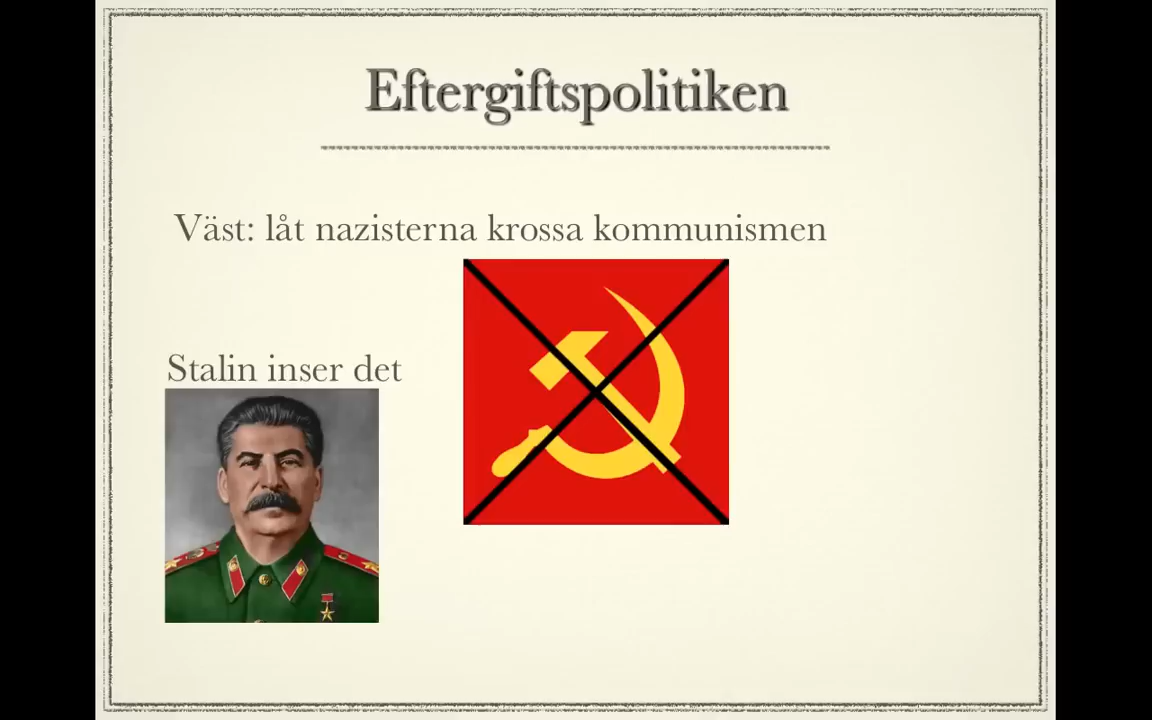 Eftergiftspolitiken
Väst: låt nazisterna krossa kommunismen
Stalin inser det